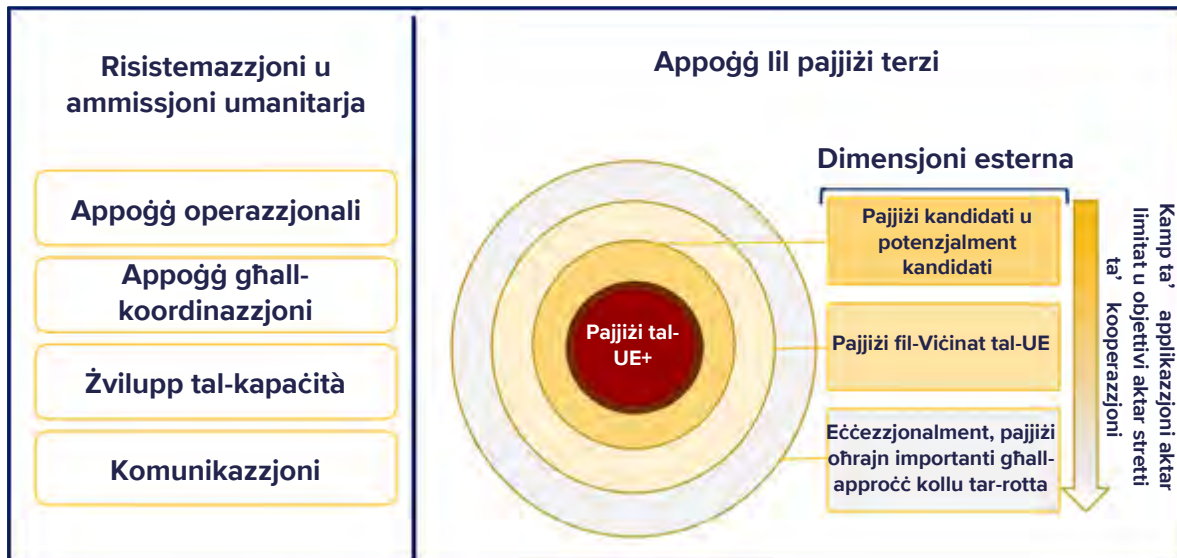 Risistemazzjoni u
ammissjoni umanitarja
Appoġġ operazzjonali
Appoġġ għall-
koordinazzjoni
Żvilupp tal-kapaċità
Komunikazzjoni
Appoġġ lil pajjiżi terzi
Pajjiżi tal-
UE+
Dimensjoni esterna
Pajjiżi kandidati u
potenzjalment
kandidati
Pajjiżi fil-Viċinat tal-UE
Eċċezzjonalment, pajjiżi
oħrajn importanti għall-
approċċ kollu tar-rotta
Kamp ta’ applikazzjoni aktar
limitat u objettivi aktar stretti
ta’ kooperazzjoni